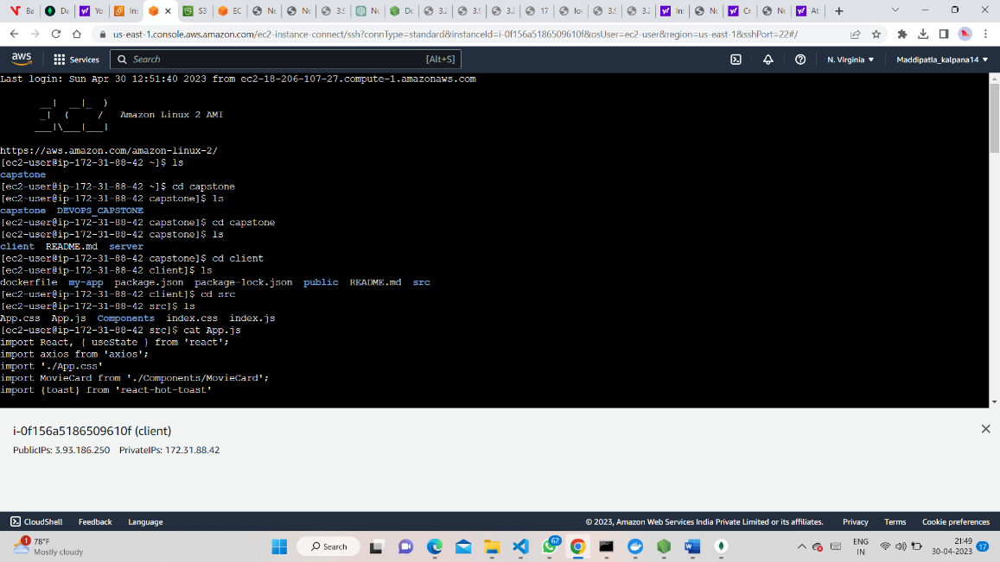 Ba
Da
Yo
Ins
S3
EC
Ne
Ne
3.9
Ne
Do
3.2
3.9
3.2
17
loc
3.9
3.2
Ins
Ne
Cr
Ne
At
us-east-1.console.aws.amazon.com/ec2-instance-connect/ssh?connType=standard&instanceId=i-0f156a5186509610f&osUser=ec2-user&region=us-east-1&sshPort=22#/
aws Services Search [Alt+S] N. Virginia Maddipatla_kalpana14
Last login: Sun Apr 30 12:51:40 2023 from ec2-18-206-107-27.compute-1.amazonaws.com
__| __|_ )
_| ( / Amazon Linux 2 AMI
___|\___|___|
https://aws.amazon.com/amazon-linux-2/
[ec2-user@ip-172-31-88-42 ~]$ ls
capstone
[ec2-user@ip-172-31-88-42 ~]$ cd capstone
[ec2-user@ip-172-31-88-42 capstone]$ ls
capstone DEVOPS_CAPSTONE
[ec2-user@ip-172-31-88-42 capstone]$ cd capstone
[ec2-user@ip-172-31-88-42 capstone]$ ls
client README.md server
[ec2-user@ip-172-31-88-42 capstone]$ cd client
[ec2-user@ip-172-31-88-42 client]$ ls
dockerfile my-app package.json package-lock.json public README.md src
[ec2-user@ip-172-31-88-42 client]$ cd src
[ec2-user@ip-172-31-88-42 src]$ ls
App.css App.js Components index.css index.js
[ec2-user@ip-172-31-88-42 src]$ cat App.js
import React, { useState } from 'react';
import axios from 'axios';
import './App.css'
import MovieCard from './Components/MovieCard';
import {toast} from 'react-hot-toast'
i-0f156a5186509610f (client)
PublicIPs: 3.93.186.250 PrivateIPs: 172.31.88.42
CloudShell Feedback Language © 2023, Amazon Web Services India Private Limited or its affiliates. Privacy Terms Cookie preferences
1
78°F
Mostly cloudy
Search
62
ENG
IN
21:49
30-04-2023
17